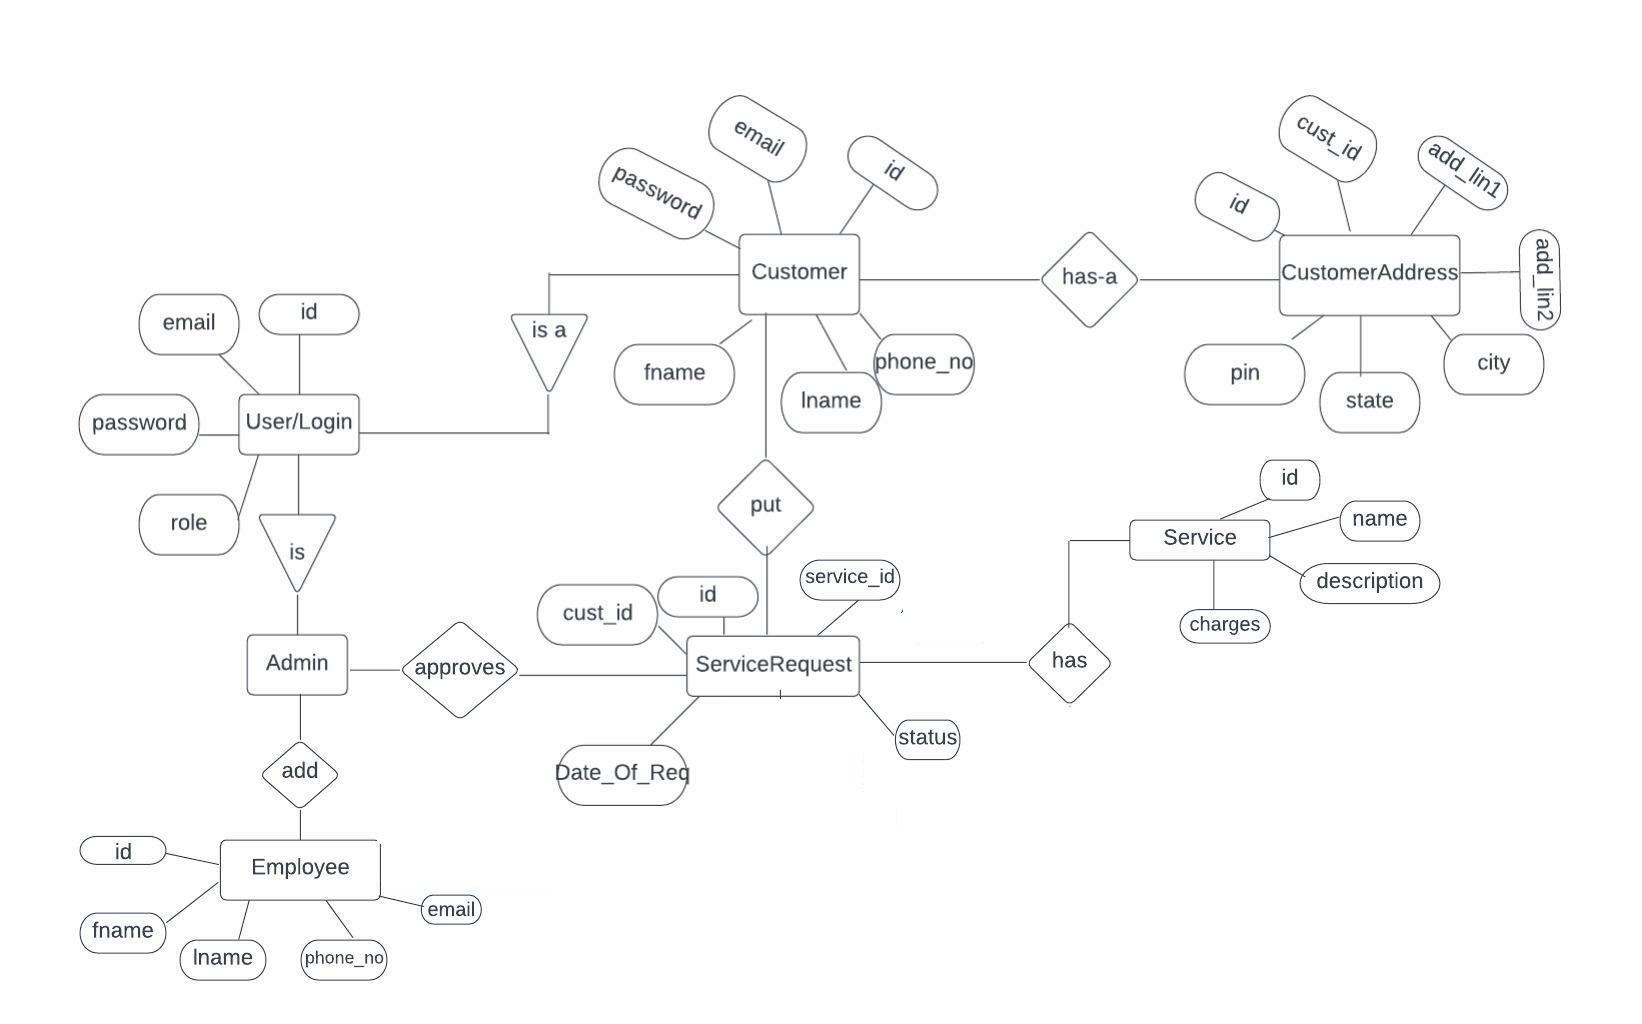 email
cust_id
password
id
add_lin1
id
Customer
has-a
CustomerAddress
add_lin2
email
id
is a
fname
lname
phone_no
pin
state
city
password
User/Login
role
is
put
id
Service
name
description
charges
cust_id
id
service_id
Admin
approves
ServiceRequest
has
status
Date_Of_Req
add
id
Employee
email
fname
lname
phone_no